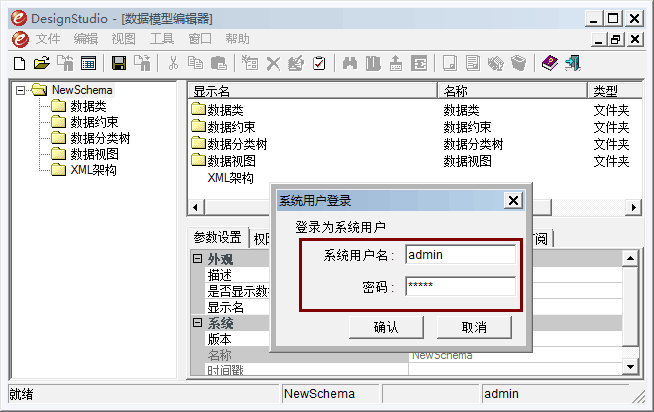 DesignStudio - [数据模型编辑器]
文件 编辑 视图 工具 窗口 帮助
NewSchema
数据类
数据约束
数据分类树
数据视图
XML架构
显示名 名称 类型
数据类 数据类 文件夹
数据约束 数据约束 文件夹
数据分类树 数据分类树 文件夹
数据视图 数据视图 文件夹
XML架构
系统用户登录
登录为系统用户
系统用户名: admin
密码: *****
确认 取消
参数设置
外观
描述
是否显示数
显示名
系统
版本
名称 NewSchema
时间戳
就绪 NewSchema admin